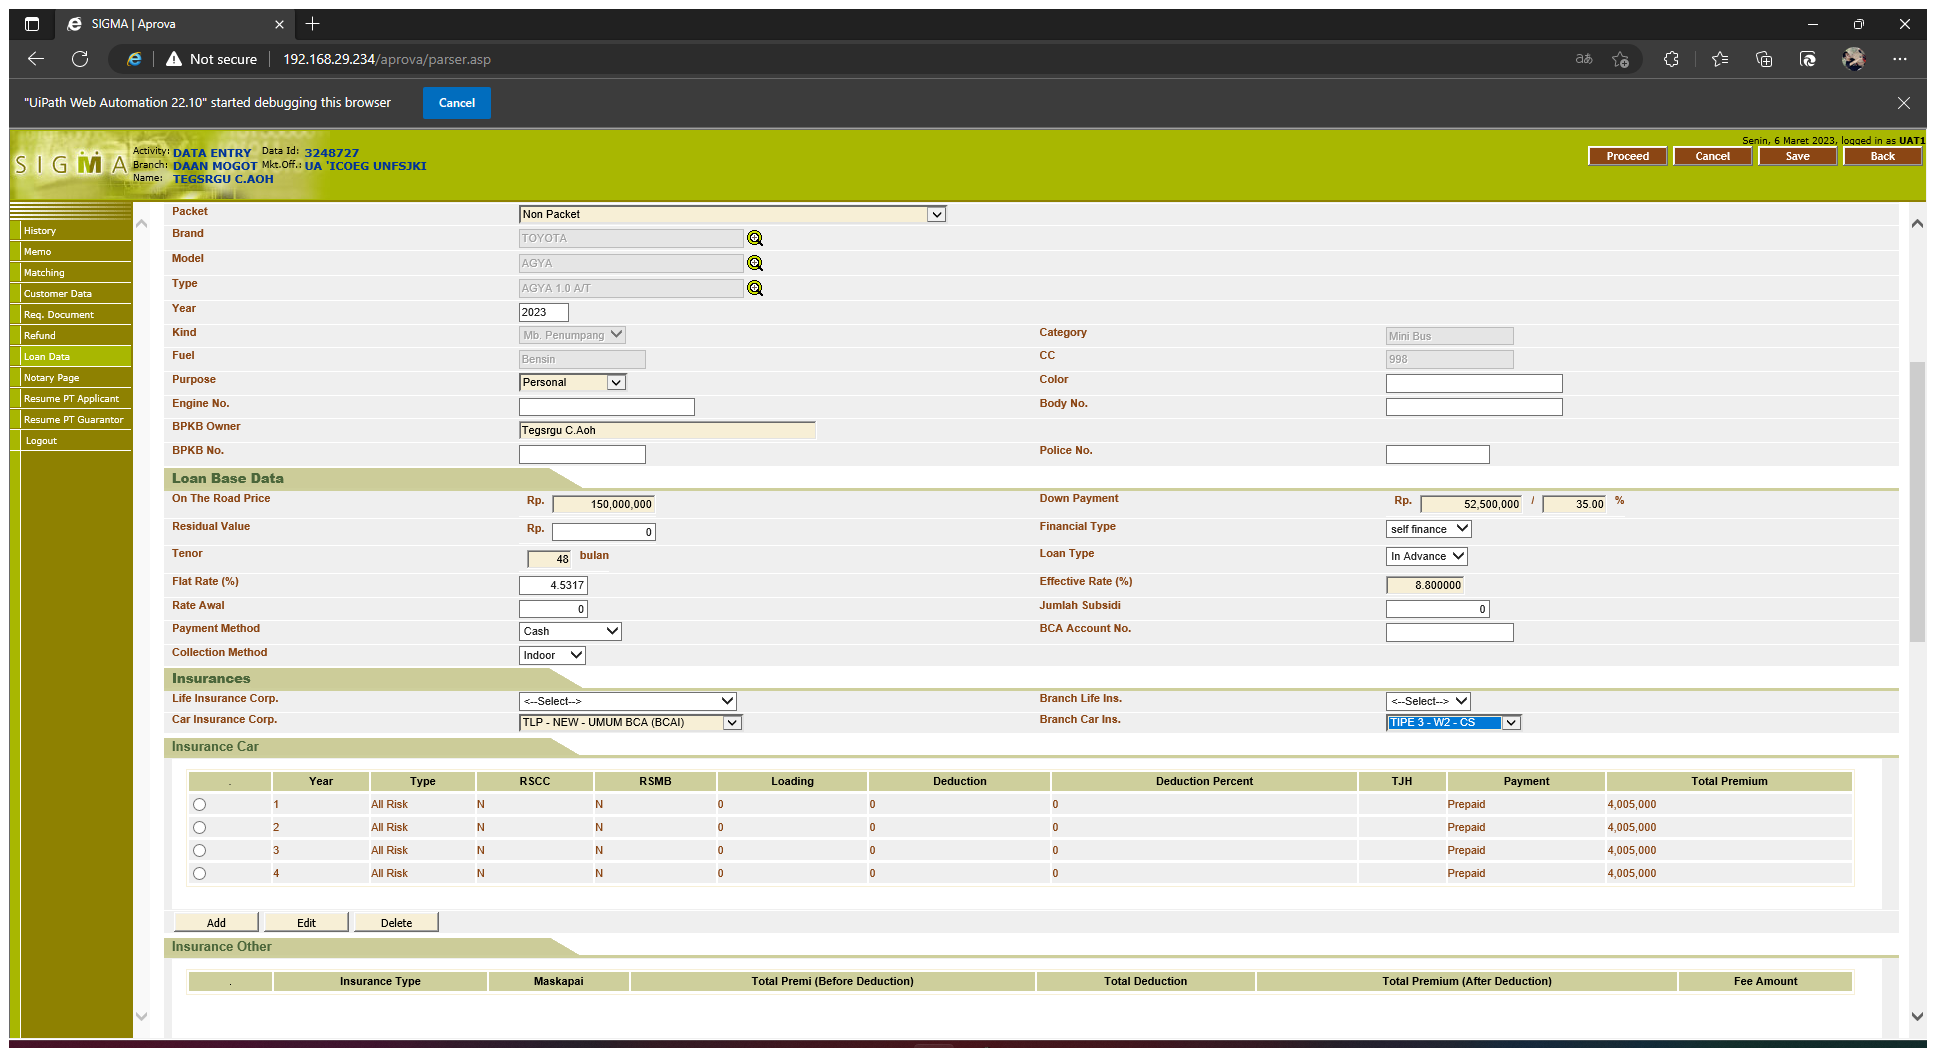 SIGMA | Aprova
Not secure 192.168.29.234/aprova/parser.asp
"UiPath Web Automation 22.10" started debugging this browser Cancel
Senin, 6 Maret 2023, logged in as UAT1
SIGMA
Activity: DATA ENTRY Data Id: 3248727
Branch: DAAN MOGOT Mkt.Off.: UA 'ICOEG UNFSJKI
Name: TEGSRGU C.AOH
Proceed Cancel Save Back
History
Memo
Matching
Customer Data
Req. Document
Refund
Loan Data
Notary Page
Resume PT Applicant
Resume PT Guarantor
Logout
Packet Non Packet
Brand TOYOTA
Model AGYA
Type AGYA 1.0 A/T
Year 2023
Kind Mb. Penumpang Category Mini Bus
Fuel Bensin CC 998
Purpose Personal Color
Engine No. Body No.
BPKB Owner Tegsrgu C.Aoh
BPKB No. Police No.
Loan Base Data
On The Road Price Rp. 150,000,000 Down Payment Rp. 52,500,000 / 35.00 %
Residual Value Rp. 0 Financial Type self finance
Tenor 48 bulan Loan Type In Advance
Flat Rate (%) 4.5317 Effective Rate (%) 8.800000
Rate Awal 0 Jumlah Subsidi 0
Payment Method Cash BCA Account No.
Collection Method Indoor
Insurances
Life Insurance Corp. <--Select--> Branch Life Ins. <--Select-->
Car Insurance Corp. TLP - NEW - UMUM BCA (BCAI) Branch Car Ins. TIPE 3 - W2 - CS
Insurance Car
. Year Type RSCC RSMB Loading Deduction Deduction Percent TJH Payment Total Premium
1 All Risk N N 0 0 0 Prepaid 4,005,000
2 All Risk N N 0 0 0 Prepaid 4,005,000
3 All Risk N N 0 0 0 Prepaid 4,005,000
4 All Risk N N 0 0 0 Prepaid 4,005,000
Add Edit Delete
Insurance Other
. Insurance Type Maskapai Total Premi (Before Deduction) Total Deduction Total Premium (After Deduction) Fee Amount